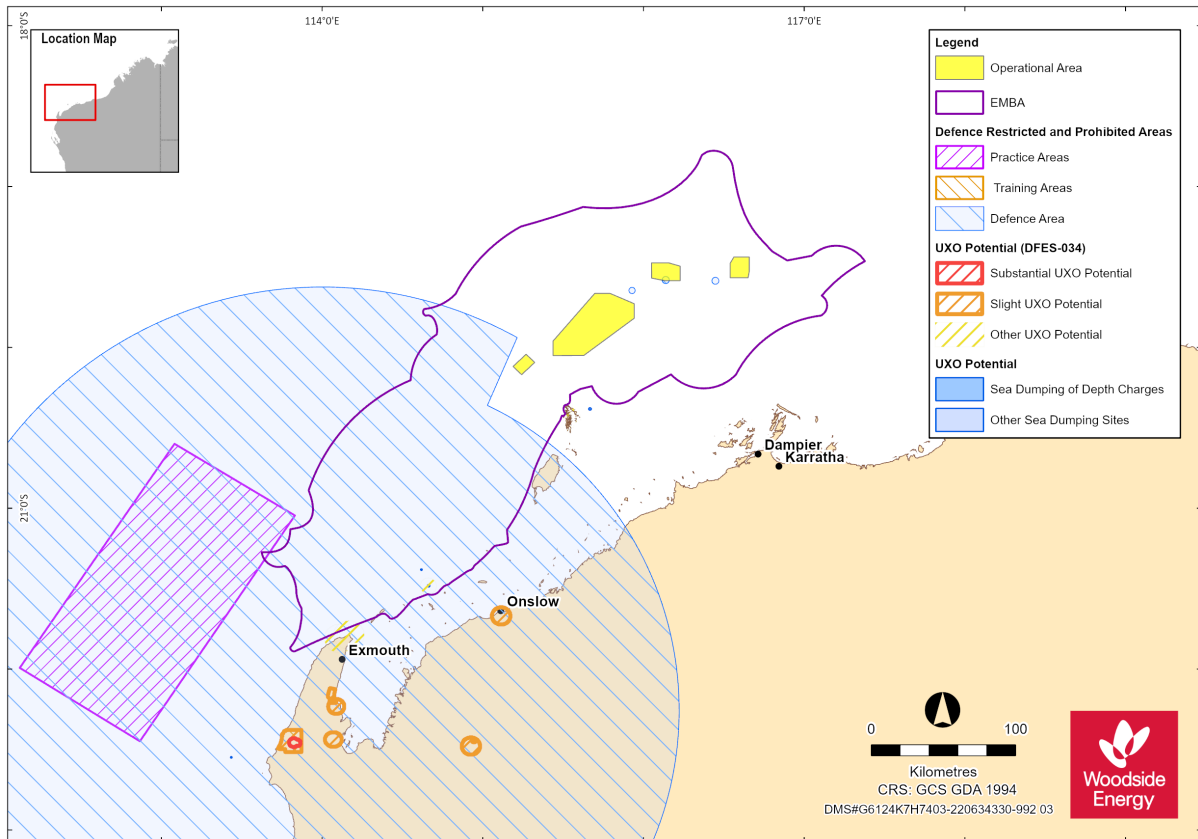 114°0'E
117°0'E
18°0'S
21°0'S
Location Map
Legend
Operational Area
EMBA
Defence Restricted and Prohibited Areas
Practice Areas
Training Areas
Defence Area
UXO Potential (DFES-034)
Substantial UXO Potential
Slight UXO Potential
Other UXO Potential
UXO Potential
Sea Dumping of Depth Charges
Other Sea Dumping Sites
Dampier
Karratha
Onslow
Exmouth
0 100
Kilometres
CRS: GCS GDA 1994
DMS#G6124K7H7403-220634330-992 03
Woodside
Energy